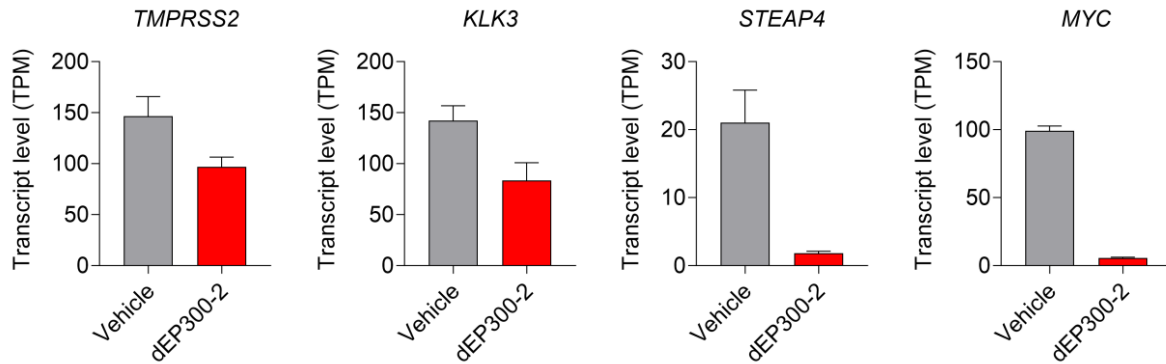 TMPRSS2
Transcript level (TPM)
200
150
100
50
0
Vehicle
dEP300-2
KLK3
Transcript level (TPM)
200
150
100
50
0
Vehicle
dEP300-2
STEAP4
Transcript level (TPM)
30
20
10
0
Vehicle
dEP300-2
MYC
Transcript level (TPM)
150
100
50
0
Vehicle
dEP300-2